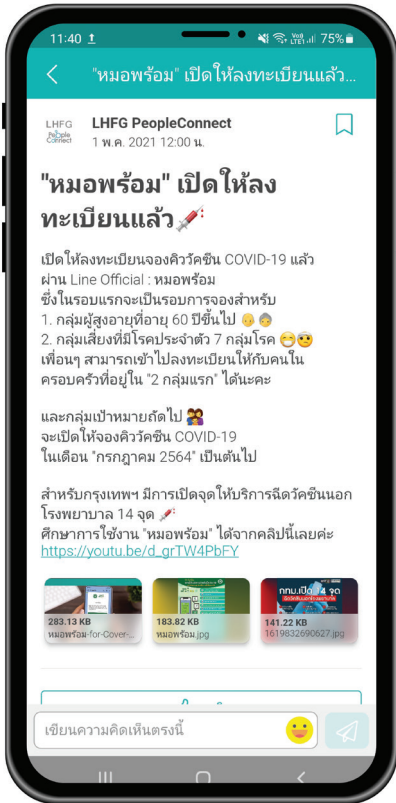 11:40
75%
"หมอพร้อม" เปิดให้ลงทะเบียนแล้ว...
LHFG
People
Connect
LHFG PeopleConnect
1 พ.ค. 2021 12:00 น.
"หมอพร้อม" เปิดให้ลง
ทะเบียนแล้ว
เปิดให้ลงทะเบียนจองคิววัคซีน COVID-19 แล้ว
ผ่าน Line Official : หมอพร้อม
ซึ่งในรอบแรกจะเป็นรอบการจองสำหรับ
1. กลุ่มผู้สูงอายุที่อายุ 60 ปีขึ้นไป
2. กลุ่มเสี่ยงที่มีโรคประจำตัว 7 กลุ่มโรค
เพื่อนๆ สามารถเข้าไปลงทะเบียนให้กับคนใน
ครอบครัวที่อยู่ใน "2 กลุ่มแรก" ได้นะคะ
และกลุ่มเป้าหมายถัดไป
จะเปิดให้จองคิววัคซีน COVID-19
ในเดือน "กรกฎาคม 2564" เป็นต้นไป
สำหรับกรุงเทพฯ มีการเปิดจุดให้บริการฉีดวัคซีนนอก
โรงพยาบาล 14 จุด
ศึกษาการใช้งาน "หมอพร้อม" ได้จากคลิปนี้เลยค่ะ
https://youtu.be/d_grTW4PbFY
กทม.เปิด 14 จุด
283.13 KB
หมอพร้อม-for-Cover-...
183.82 KB
หมอพร้อม.jpg
141.22 KB
1619832690627.jpg
เขียนความคิดเห็นตรงนี้